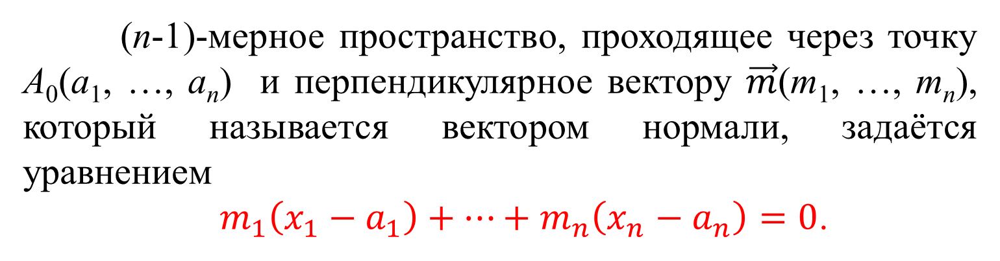 (n-1)-мерное пространство, проходящее через точку
A₀(a₁, …, aₙ) и перпендикулярное вектору m⃗(m₁, …, mₙ),
который называется вектором нормали, задаётся
уравнением
m₁(x₁ − a₁) + ⋯ + mₙ(xₙ − aₙ) = 0.